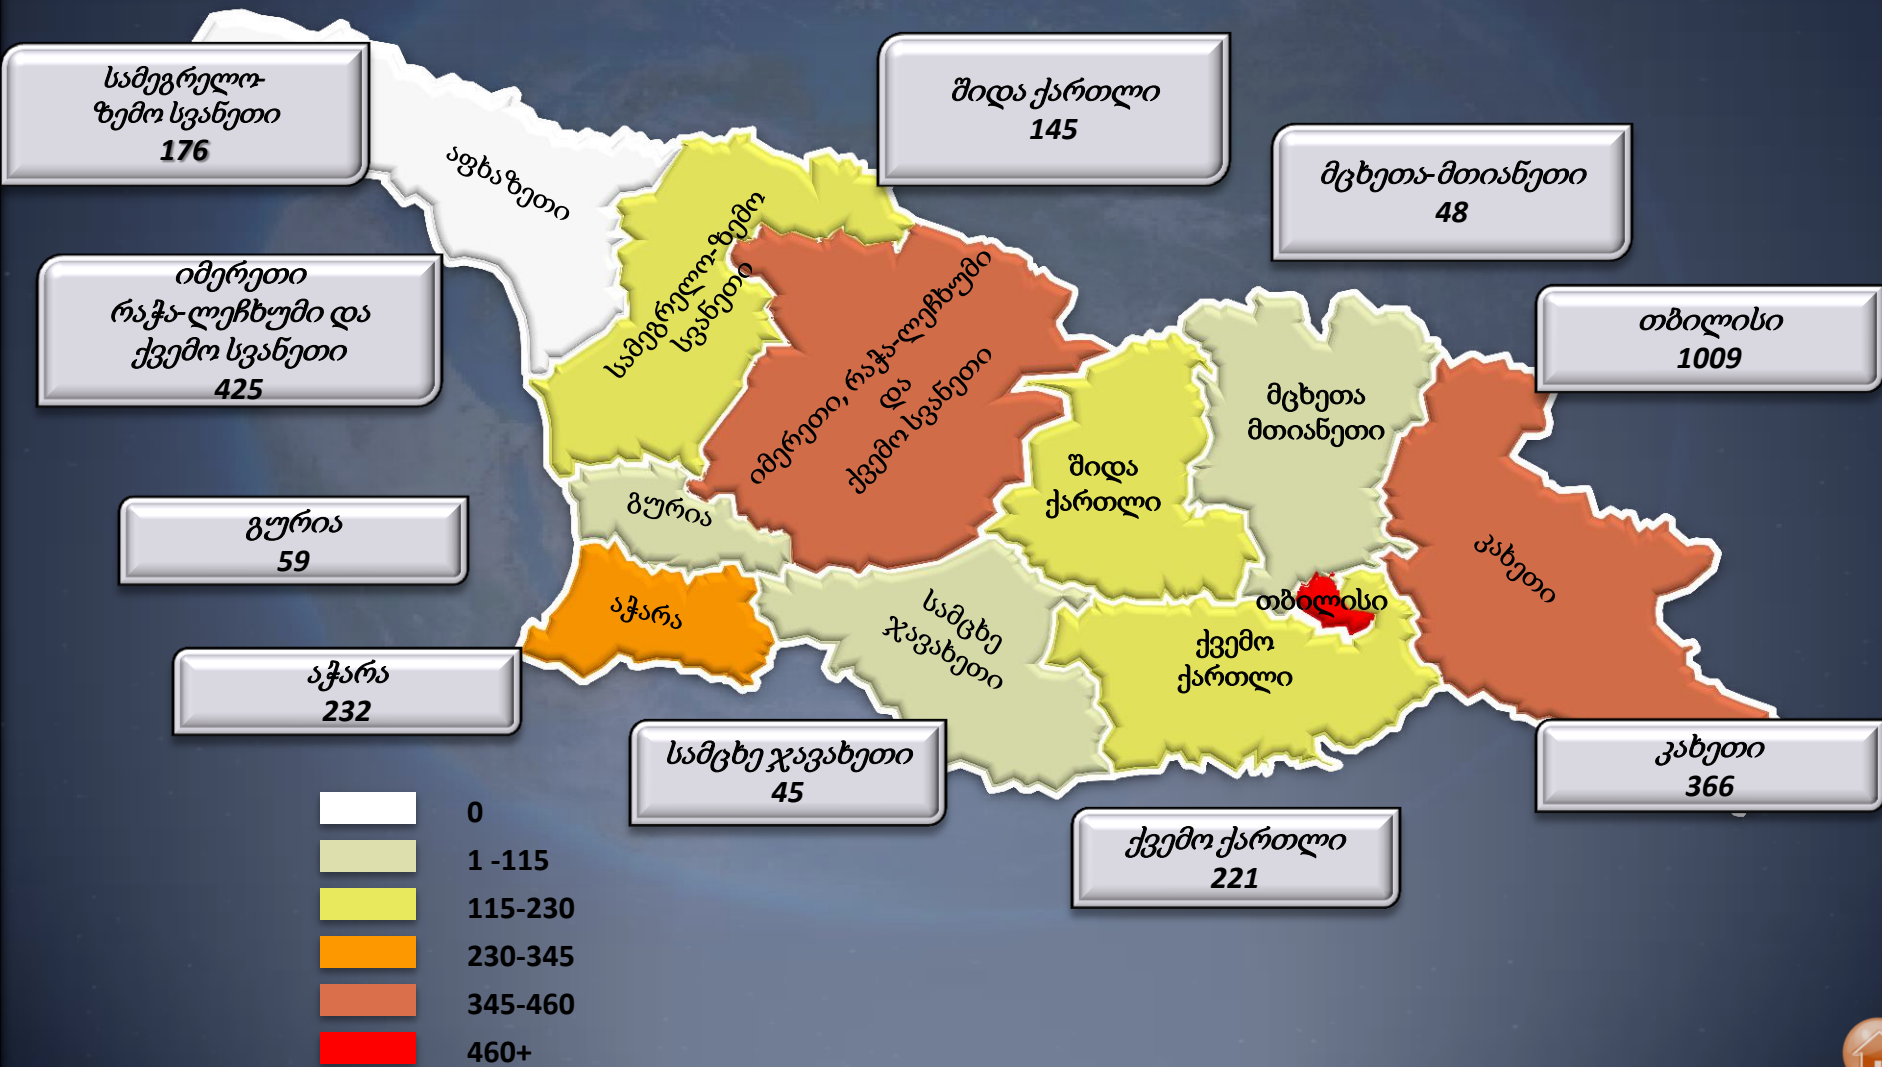 სამეგრელო-
ზემო სვანეთი
176
შიდა ქართლი
145
მცხეთა-მთიანეთი
48
იმერეთი
რაჭა-ლეჩხუმი და
ქვემო სვანეთი
425
თბილისი
1009
გურია
59
აჭარა
232
სამცხე ჯავახეთი
45
კახეთი
366
ქვემო ქართლი
221
აფხაზეთი
სამეგრელო-ზემო
სვანეთი
იმერეთი, რაჭა-ლეჩხუმი
და
ქვემო სვანეთი
მცხეთა
მთიანეთი
შიდა
ქართლი
გურია
კახეთი
აჭარა
სამცხე
ჯავახეთი
თბილისი
ქვემო
ქართლი
0
1 -115
115-230
230-345
345-460
460+